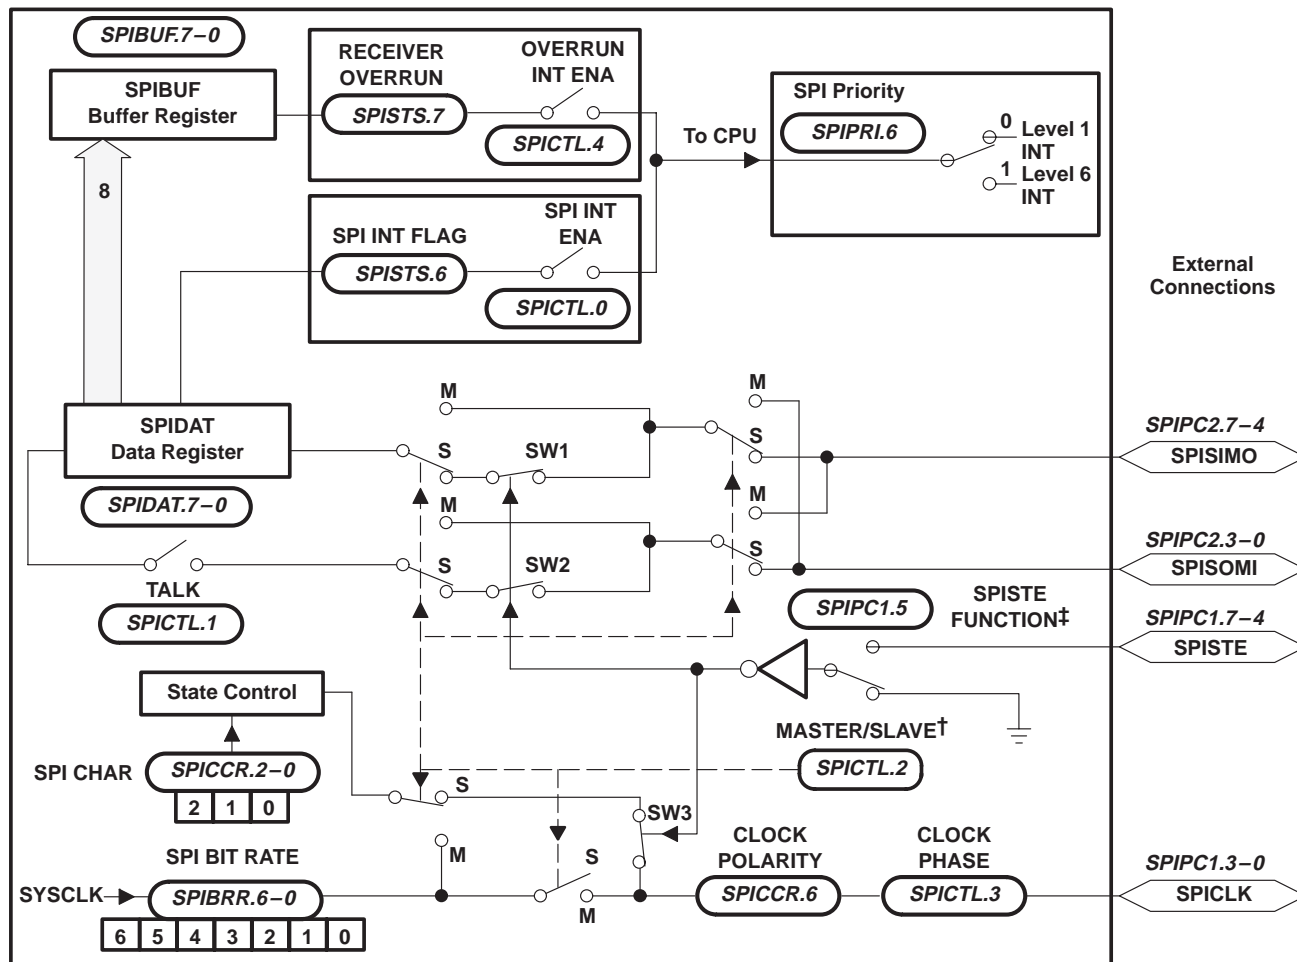 SPIBUF.7–0
SPIBUF
Buffer Register
8
RECEIVER
OVERRUN
SPISTS.7
OVERRUN
INT ENA
SPICTL.4
To CPU
SPI Priority
SPIPRI.6
0
Level 1
INT
1
Level 6
INT
SPI INT FLAG
SPISTS.6
SPI INT
ENA
SPICTL.0
External
Connections
SPIDAT
Data Register
SPIDAT.7–0
M
S
SW1
M
S
M
S
SW2
M
S
TALK
SPICTL.1
SPIPC2.7–4
SPISIMO
SPIPC2.3–0
SPISOMI
SPIPC1.5
SPISTE
FUNCTION‡
SPIPC1.7–4
SPISTE
State Control
SPI CHAR
SPICCR.2–0
2 1 0
MASTER/SLAVE†
SPICTL.2
S
M
SW3
S
M
SPI BIT RATE
SYSCLK
SPIBRR.6–0
6 5 4 3 2 1 0
CLOCK
POLARITY
SPICCR.6
CLOCK
PHASE
SPICTL.3
SPIPC1.3–0
SPICLK